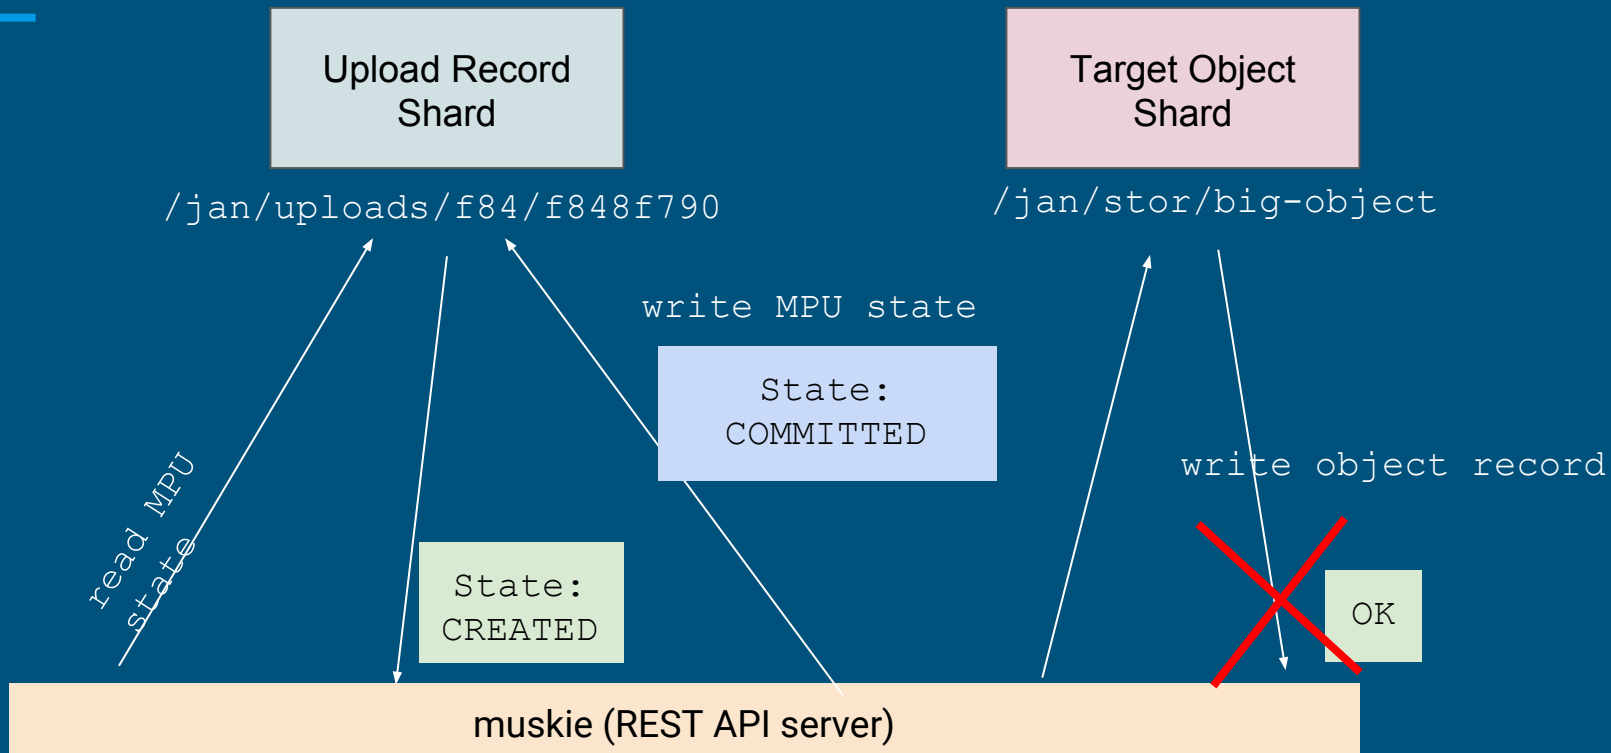 Upload Record
Shard
Target Object
Shard
/jan/uploads/f84/f848f790
/jan/stor/big-object
write MPU state
State:
COMMITTED
write object record
read MPU
state
State:
CREATED
OK
muskie (REST API server)